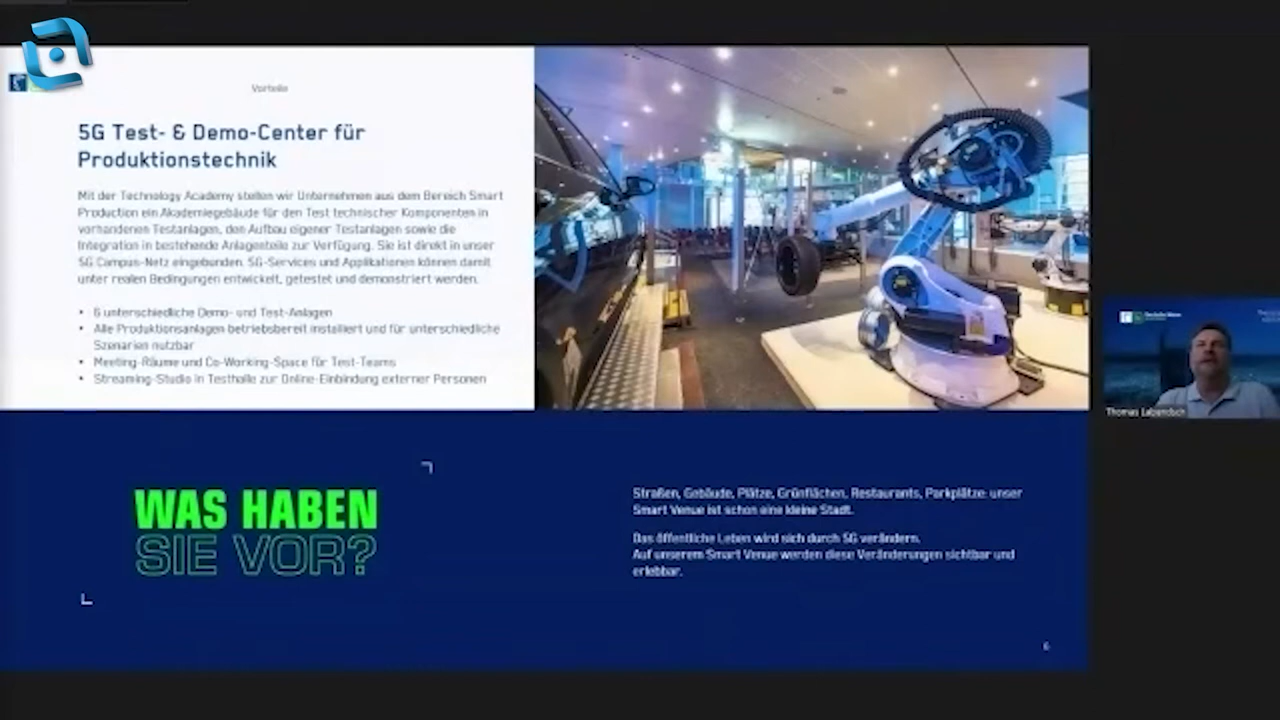 Vorteile
5G Test- & Demo-Center für
Produktionstechnik
Mit der Technology Academy stellen wir Unternehmen aus dem Bereich Smart
Production ein Akademiegebäude für den Test technischer Komponenten in
vorhandenen Testanlagen, den Aufbau eigener Testanlagen sowie die
Integration in bestehende Anlagenteile zur Verfügung. Sie ist direkt in unser
5G Campus-Netz eingebunden. 5G-Services und Applikationen können damit
unter realen Bedingungen entwickelt, getestet und demonstriert werden.
• 6 unterschiedliche Demo- und Test-Anlagen
• Alle Produktionsanlagen betriebsbereit installiert und für unterschiedliche
Szenarien nutzbar
• Meeting-Räume und Co-Working-Space für Test-Teams
• Streaming-Studio in Testhalle zur Online-Einbindung externer Personen
WAS HABEN
SIE VOR?
Straßen, Gebäude, Plätze, Grünflächen, Restaurants, Parkplätze: unser
Smart Venue ist schon eine kleine Stadt.
Das öffentliche Leben wird sich durch 5G verändern.
Auf unserem Smart Venue werden diese Veränderungen sichtbar und
erlebbar.
6
Deutsche Messe
Thomas